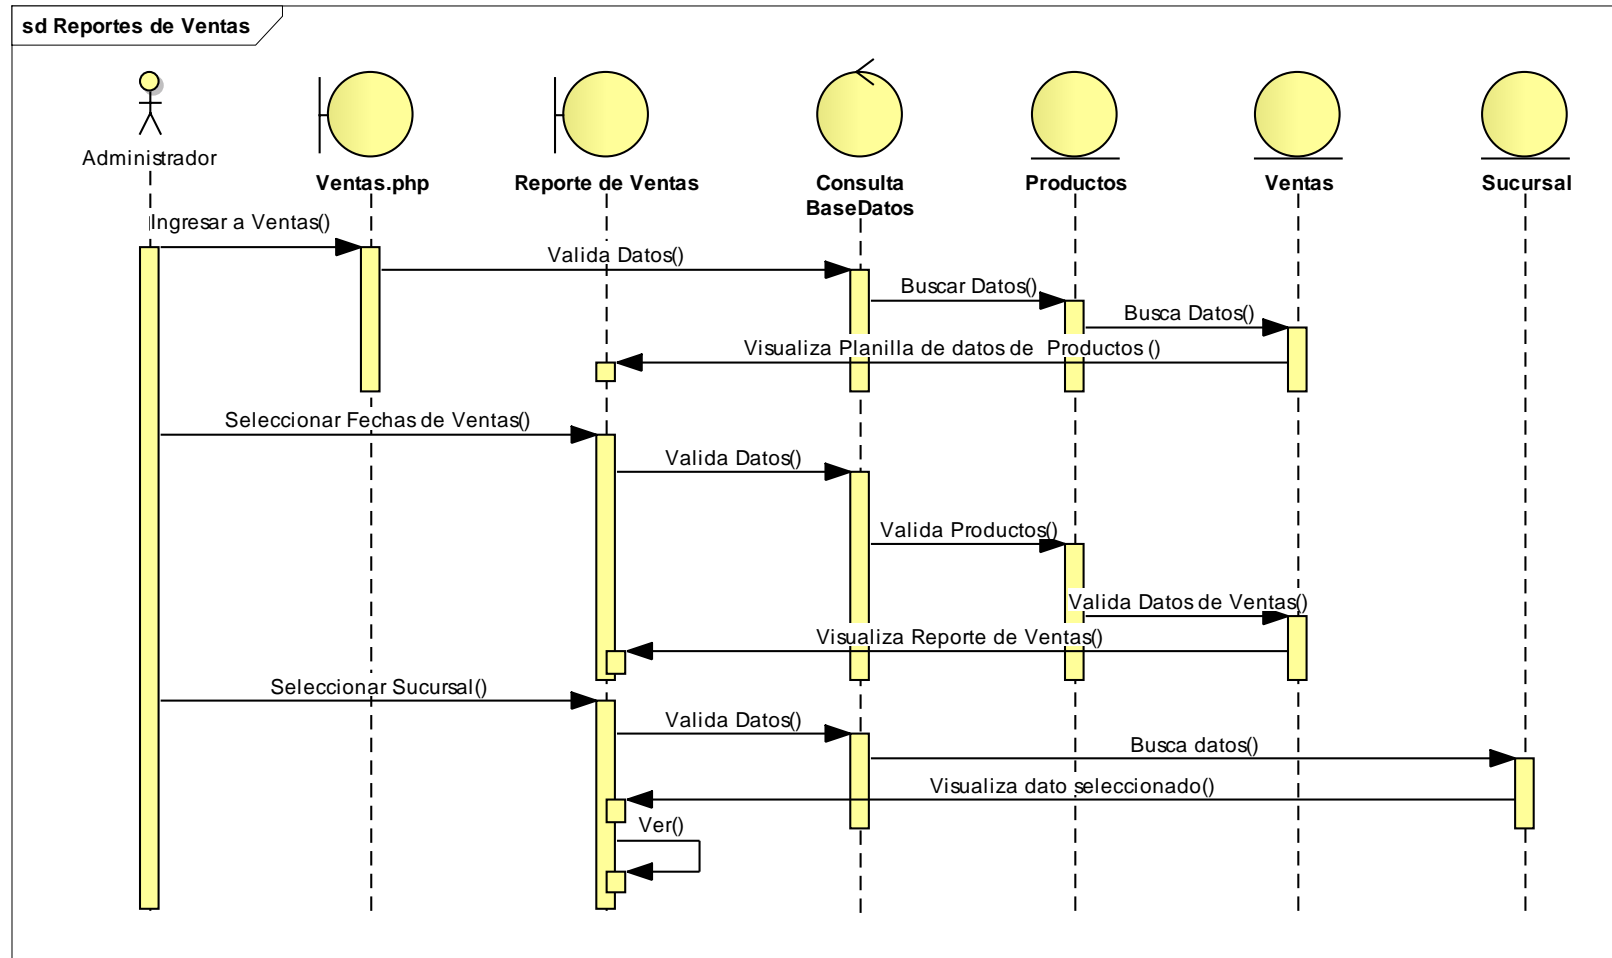 sd Reportes de Ventas
Administrador
Ventas.php
Reporte de Ventas
Consulta
BaseDatos
Productos
Ventas
Sucursal
Ingresar a Ventas()
Valida Datos()
Buscar Datos()
Busca Datos()
Visualiza Planilla de datos de Productos ()
Seleccionar Fechas de Ventas()
Valida Datos()
Valida Productos()
Valida Datos de Ventas()
Visualiza Reporte de Ventas()
Seleccionar Sucursal()
Valida Datos()
Busca datos()
Visualiza dato seleccionado()
Ver()